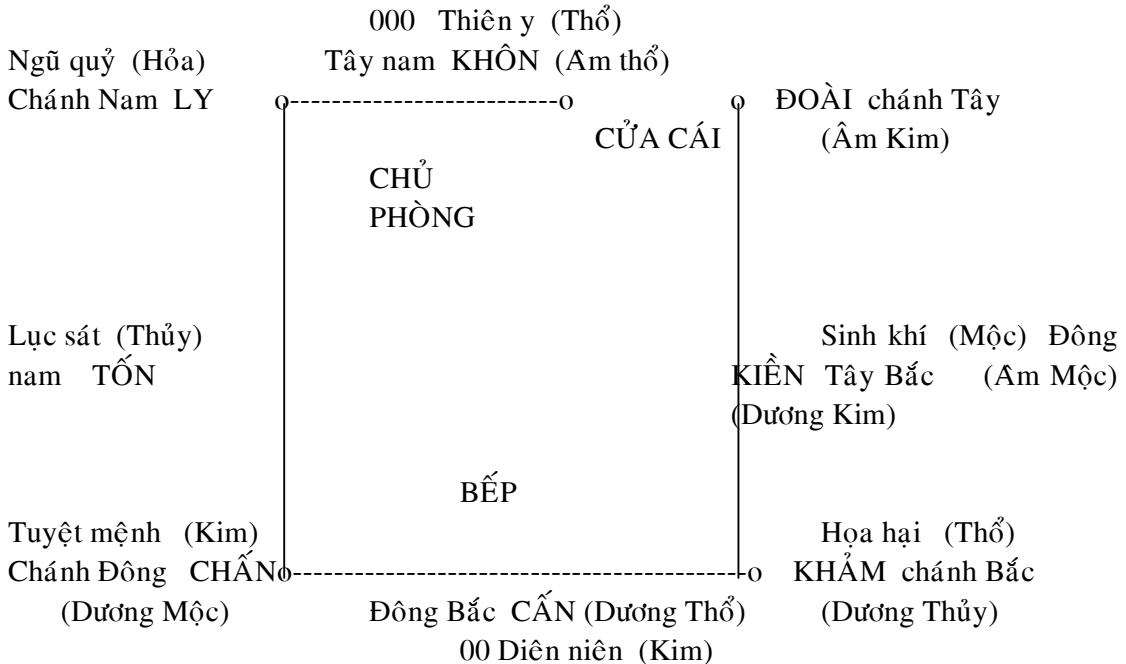 000 Thiên y (Thổ)
Ngũ quỷ (Hỏa) Tây nam KHÔN (Am thổ)
Chánh Nam LY o--------------------------o o ĐOÀI chánh Tây
CỬA CÁI (Âm Kim)
CHỦ
PHÒNG
Lục sát (Thủy) Sinh khí (Mộc) Đông
nam TỐN KIỀN Tây Bắc (Am Mộc)
(Dương Kim)
BẾP
Tuyệt mệnh (Kim) Họa hại (Thổ)
Chánh Đông CHẤNo--------------------------------------------o KHẢM chánh Bắc
(Dương Mộc) Đông Bắc CẤN (Dương Thổ) (Dương Thủy)
00 Diên niên (Kim)